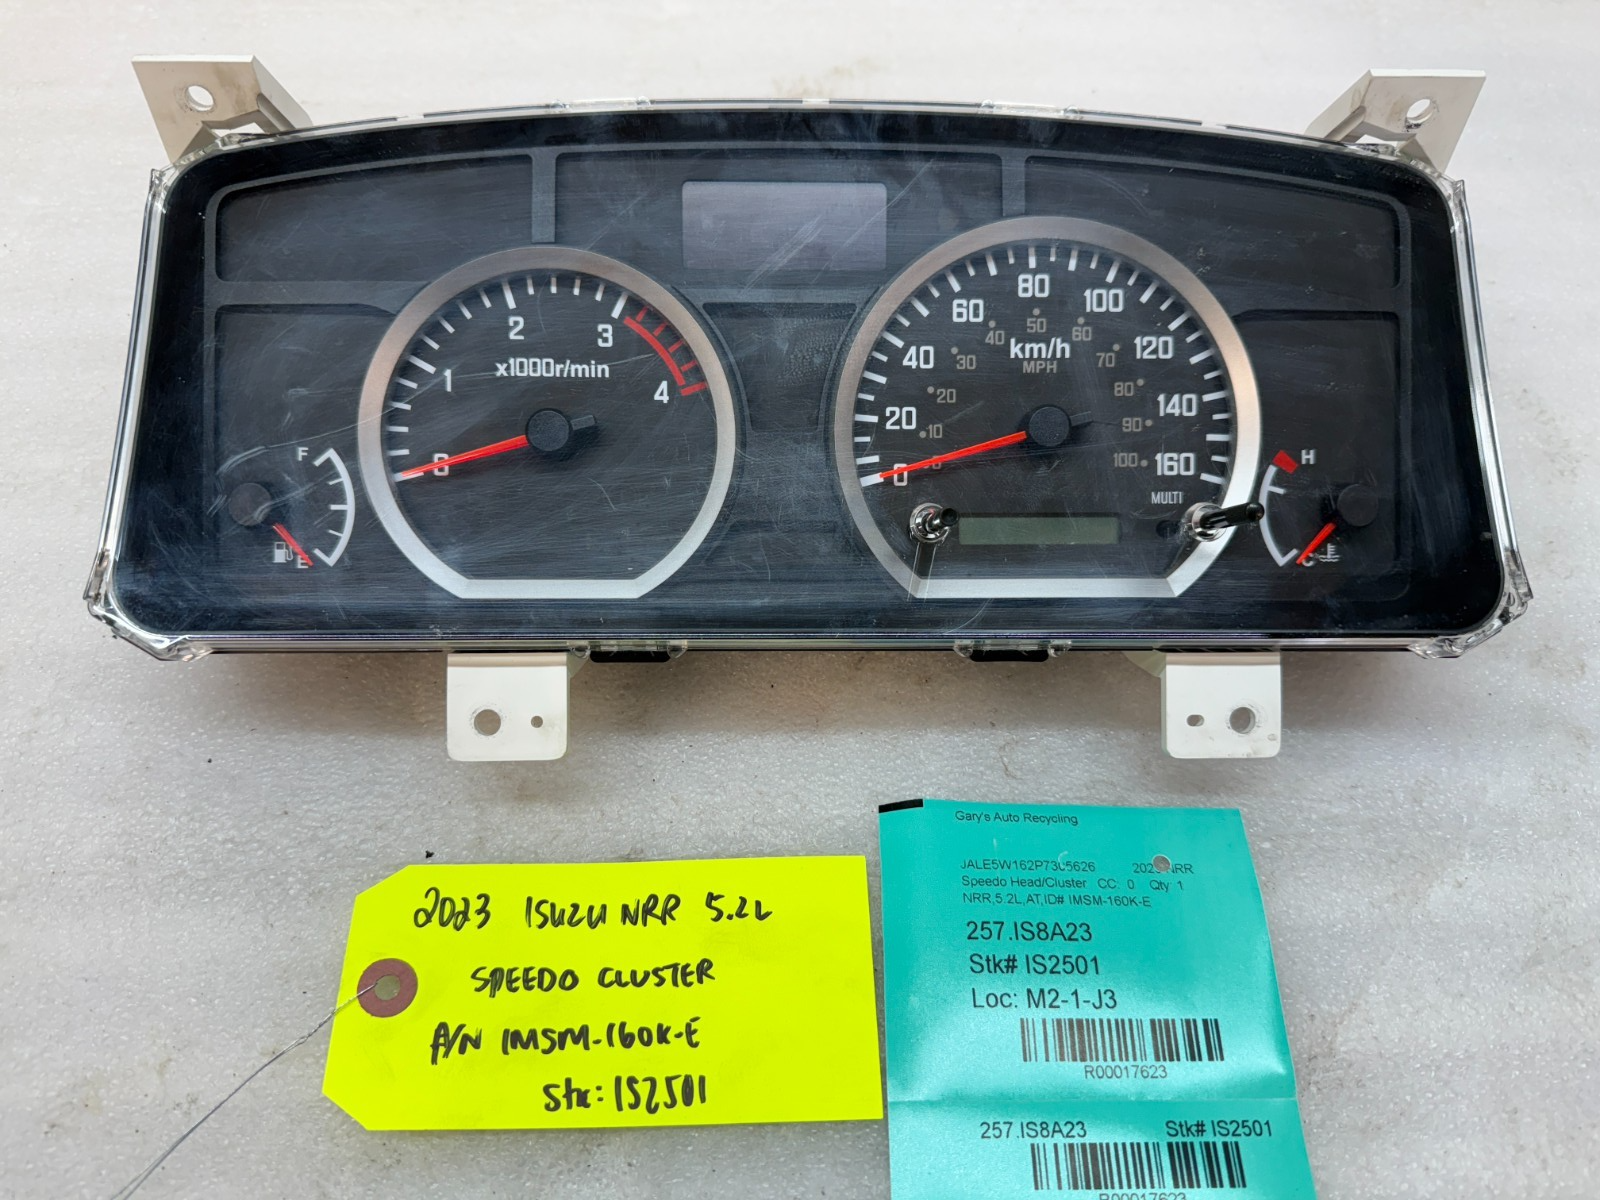 1 2 3 4 0
x1000r/min
F
E
0 20 40 60 80 100 120 140 160
10 20 30 40 50 60 70 80 90 100
km/h
MPH
MULTI
H
C
2023 ISUZU NRR 5.2L
SPEEDO CLUSTER
P/N IMSM-160K-E
Stk: IS2501
Gary's Auto Recycling
NRR
Speedo Head/Cluster CC: 0 Qty: 1
NRR,5.2L,AT,ID# IMSM-160K-E
257.IS8A23
Stk# IS2501
Loc: M2-1-J3
R00017623
257.IS8A23 Stk# IS2501
R00017623